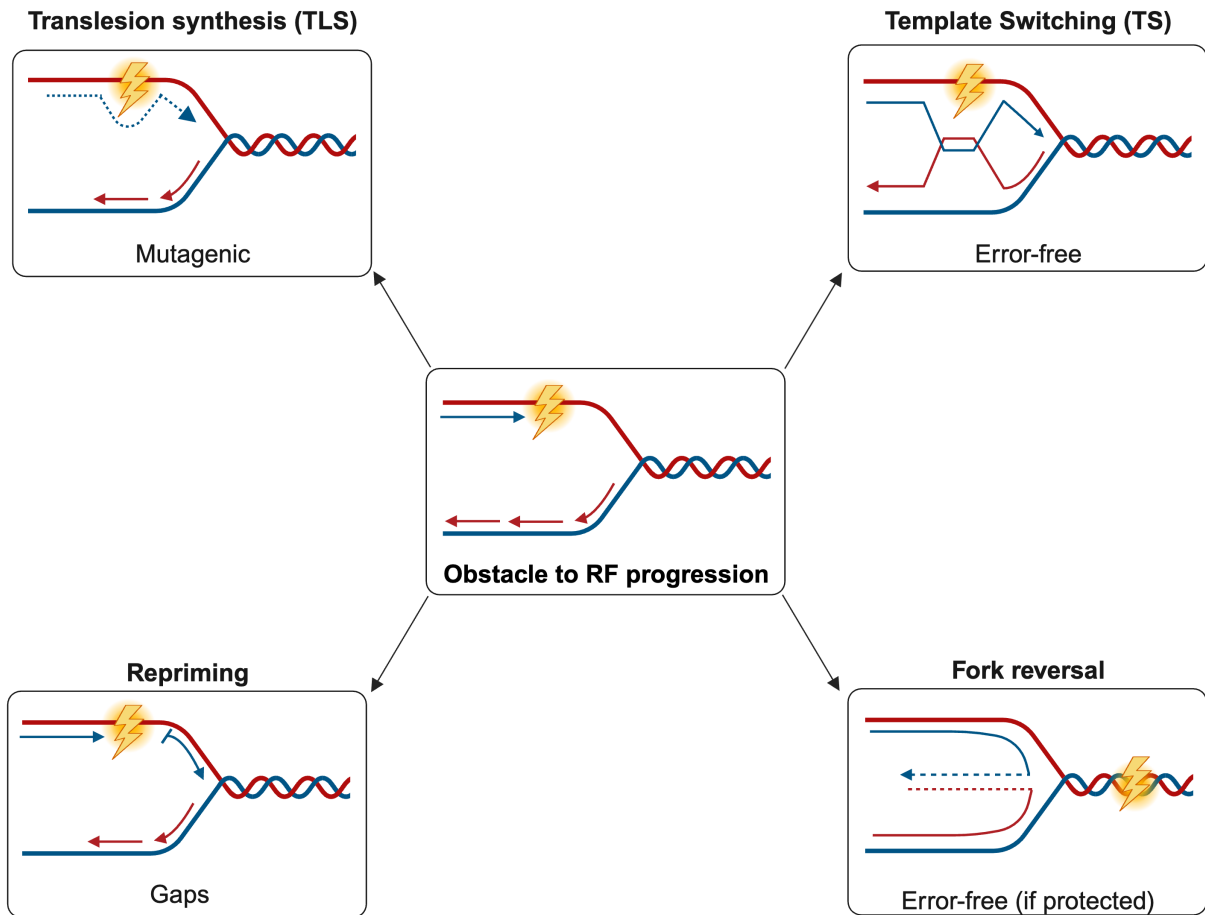 Translesion synthesis (TLS)
Mutagenic
Template Switching (TS)
Error-free
Obstacle to RF progression
Repriming
Gaps
Fork reversal
Error-free (if protected)